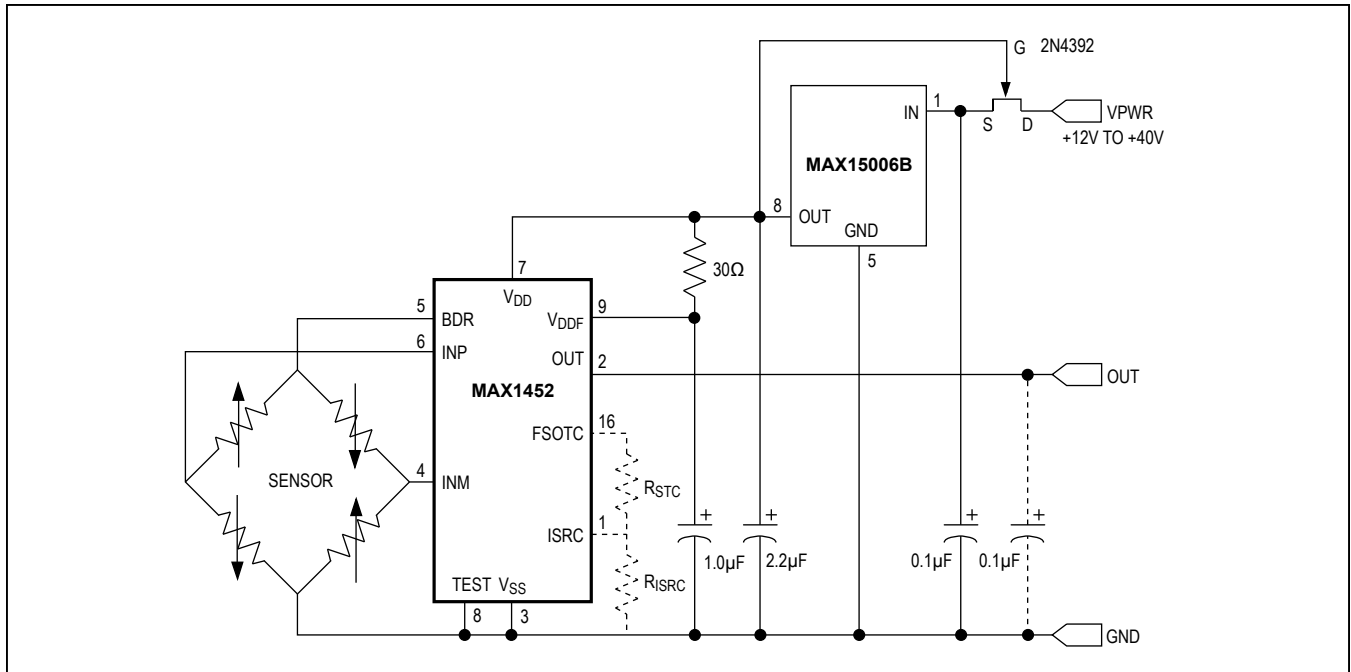 G 2N4392
1
IN
S D
VPWR
+12V TO +40V
MAX15006B
8
OUT
GND
5
30Ω
7
VDD
5
BDR
9
VDDF
6
INP
OUT
2
OUT
MAX1452
16
FSOTC
SENSOR
4
INM
RSTC
1
ISRC
+
+
+
+
1.0µF
2.2µF
0.1µF
0.1µF
RISRC
TEST VSS
8
3
GND